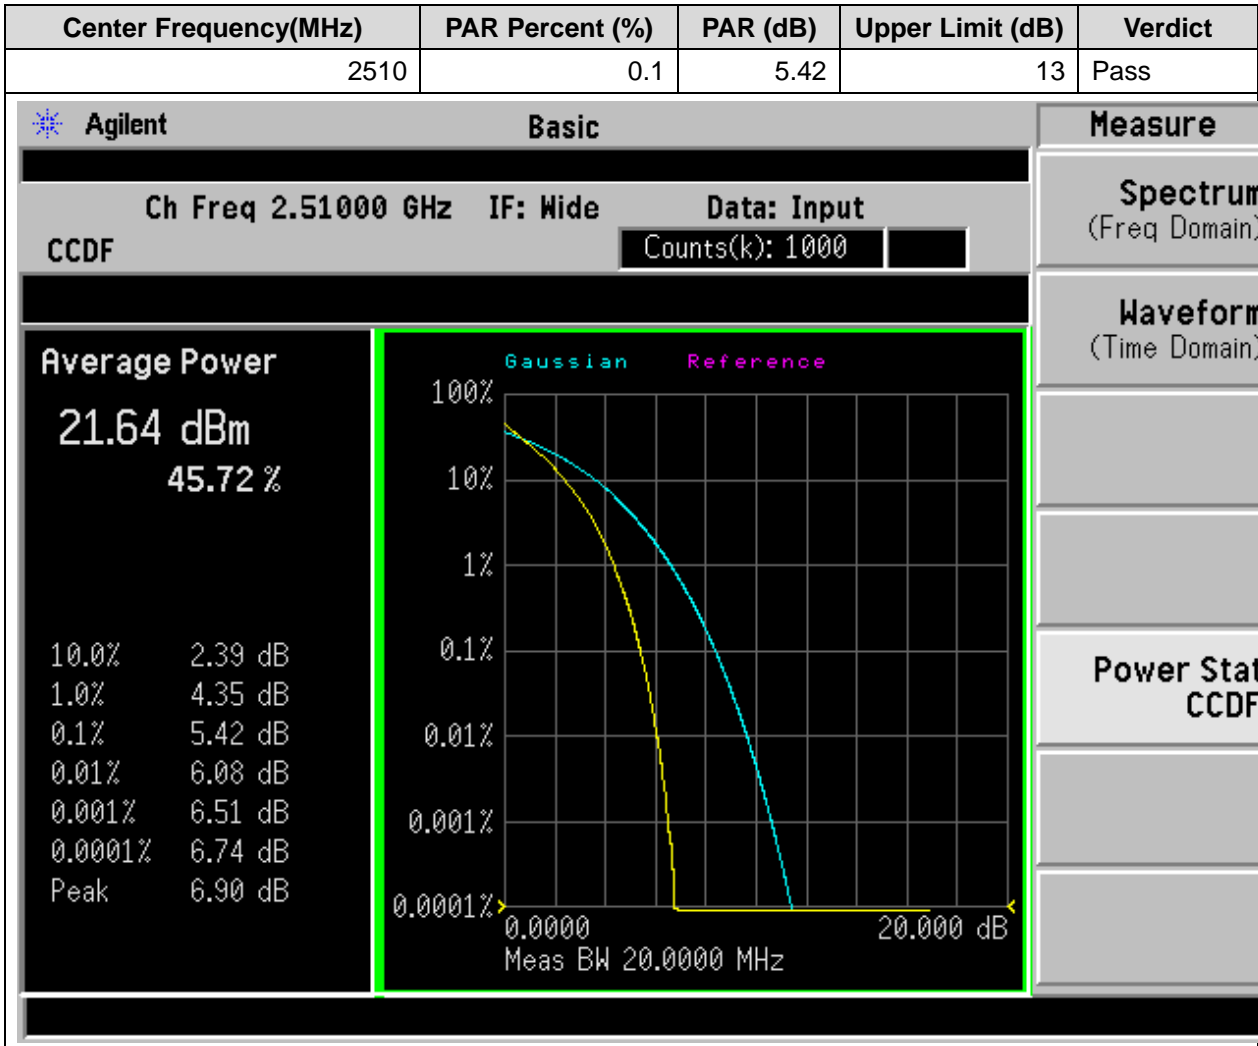 Center Frequency(MHz) PAR Percent (%) PAR (dB) Upper Limit (dB) Verdict
2510 0.1 5.42 13 Pass
Agilent Basic Measure
Ch Freq 2.51000 GHz IF: Wide Data: Input
CCDF Counts(k): 1000
Average Power
21.64 dBm
45.72 %
10.0% 2.39 dB
1.0% 4.35 dB
0.1% 5.42 dB
0.01% 6.08 dB
0.001% 6.51 dB
0.0001% 6.74 dB
Peak 6.90 dB
Gaussian Reference
100%
10%
1%
0.1%
0.01%
0.001%
0.0001%
0.0000 20.000 dB
Meas BW 20.0000 MHz
Spectrum
(Freq Domain)
Waveform
(Time Domain)
Power Stat
CCDF